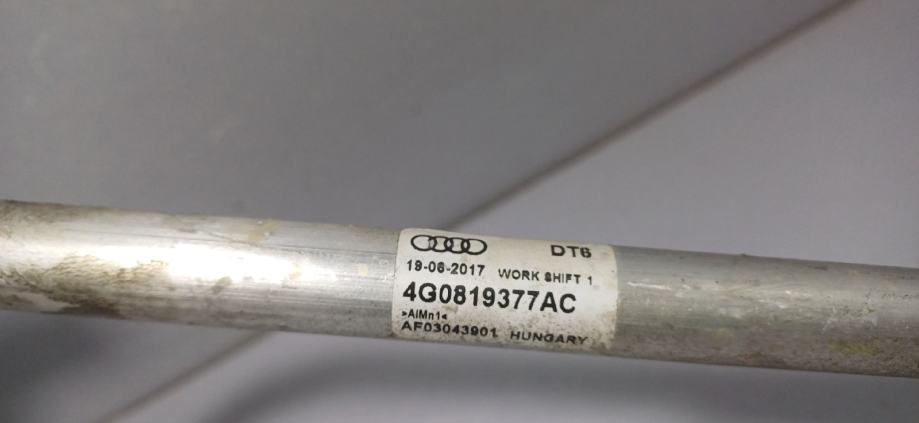 DT6
19-06-2017 WORK SHIFT 1
4G0819377AC
>AlMn1<
AF03043901 HUNGARY